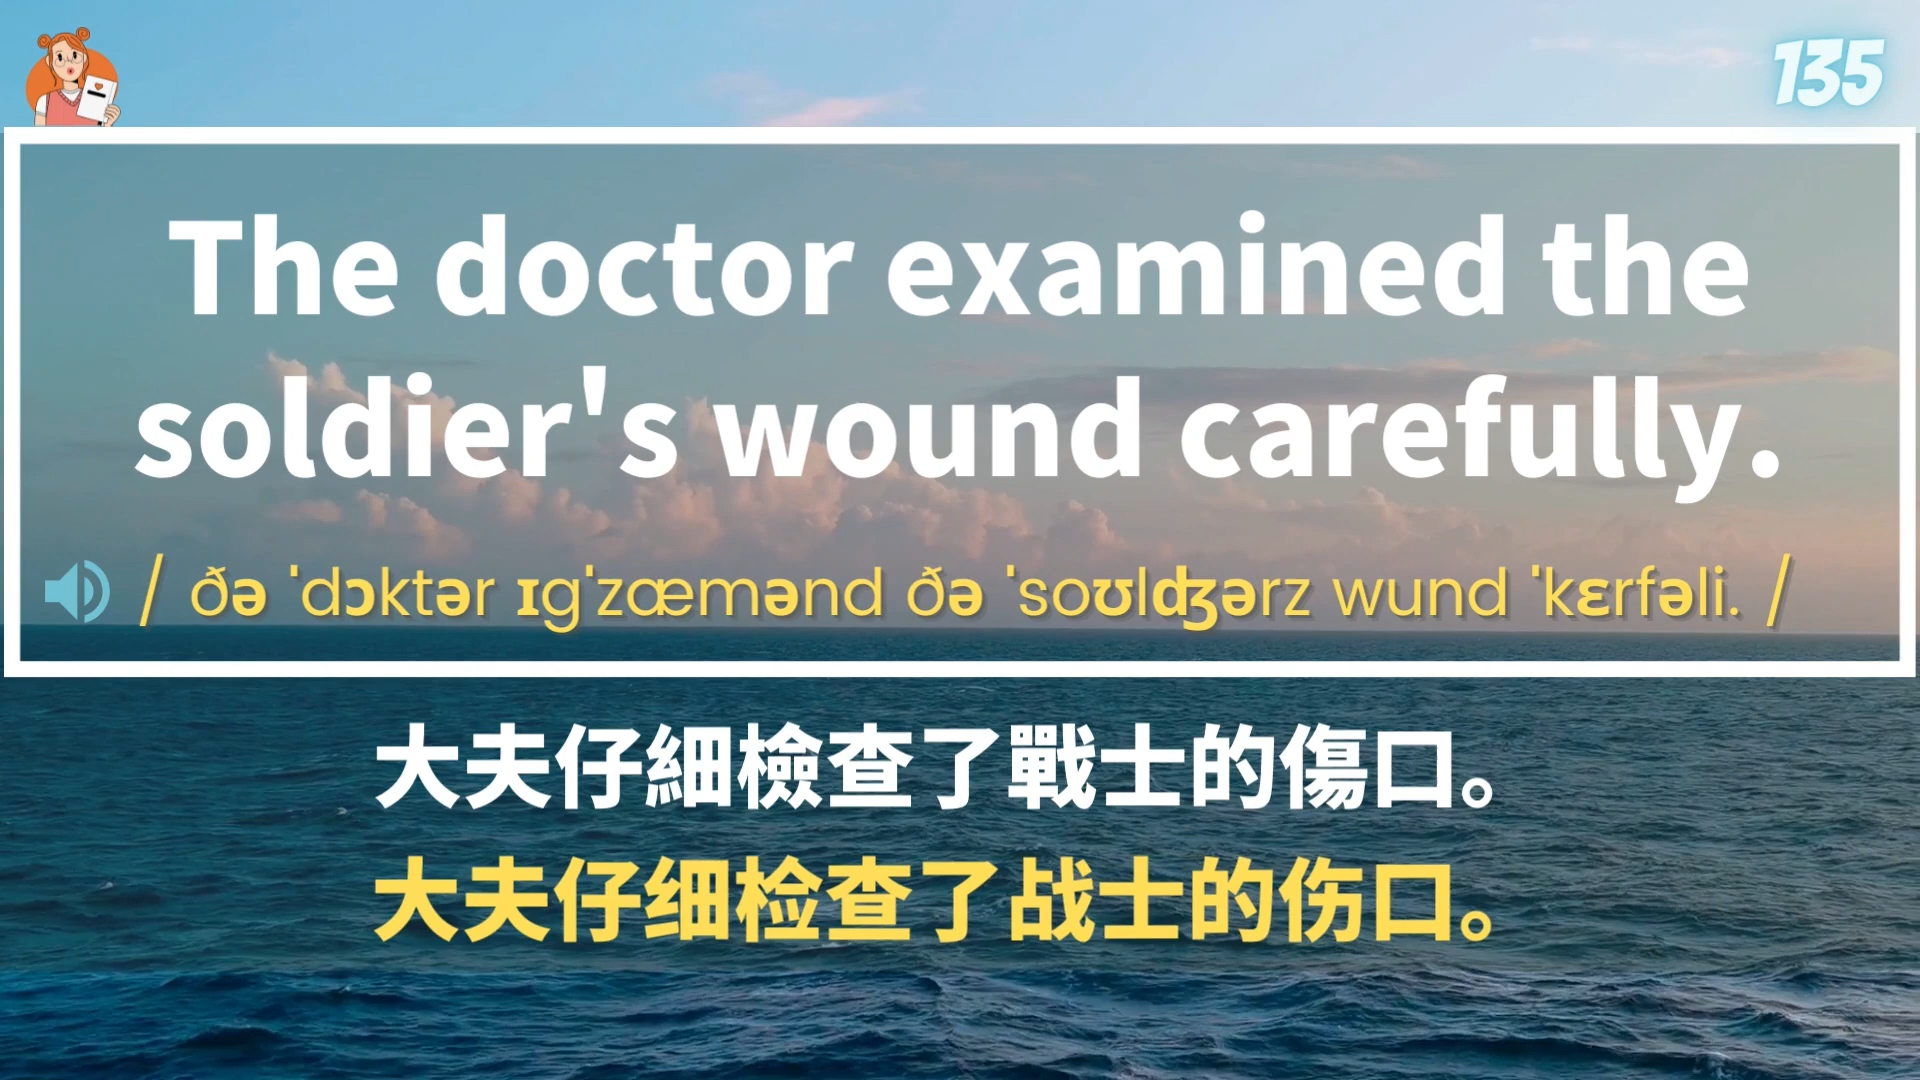 135
The doctor examined the
soldier's wound carefully.
/ ðə ˈdɔktər ɪgˈzæmənd ðə ˈsoʊlʤərz wund ˈkɛrfəli. /
大夫仔細檢查了戰士的傷口。
大夫仔细检查了战士的伤口。